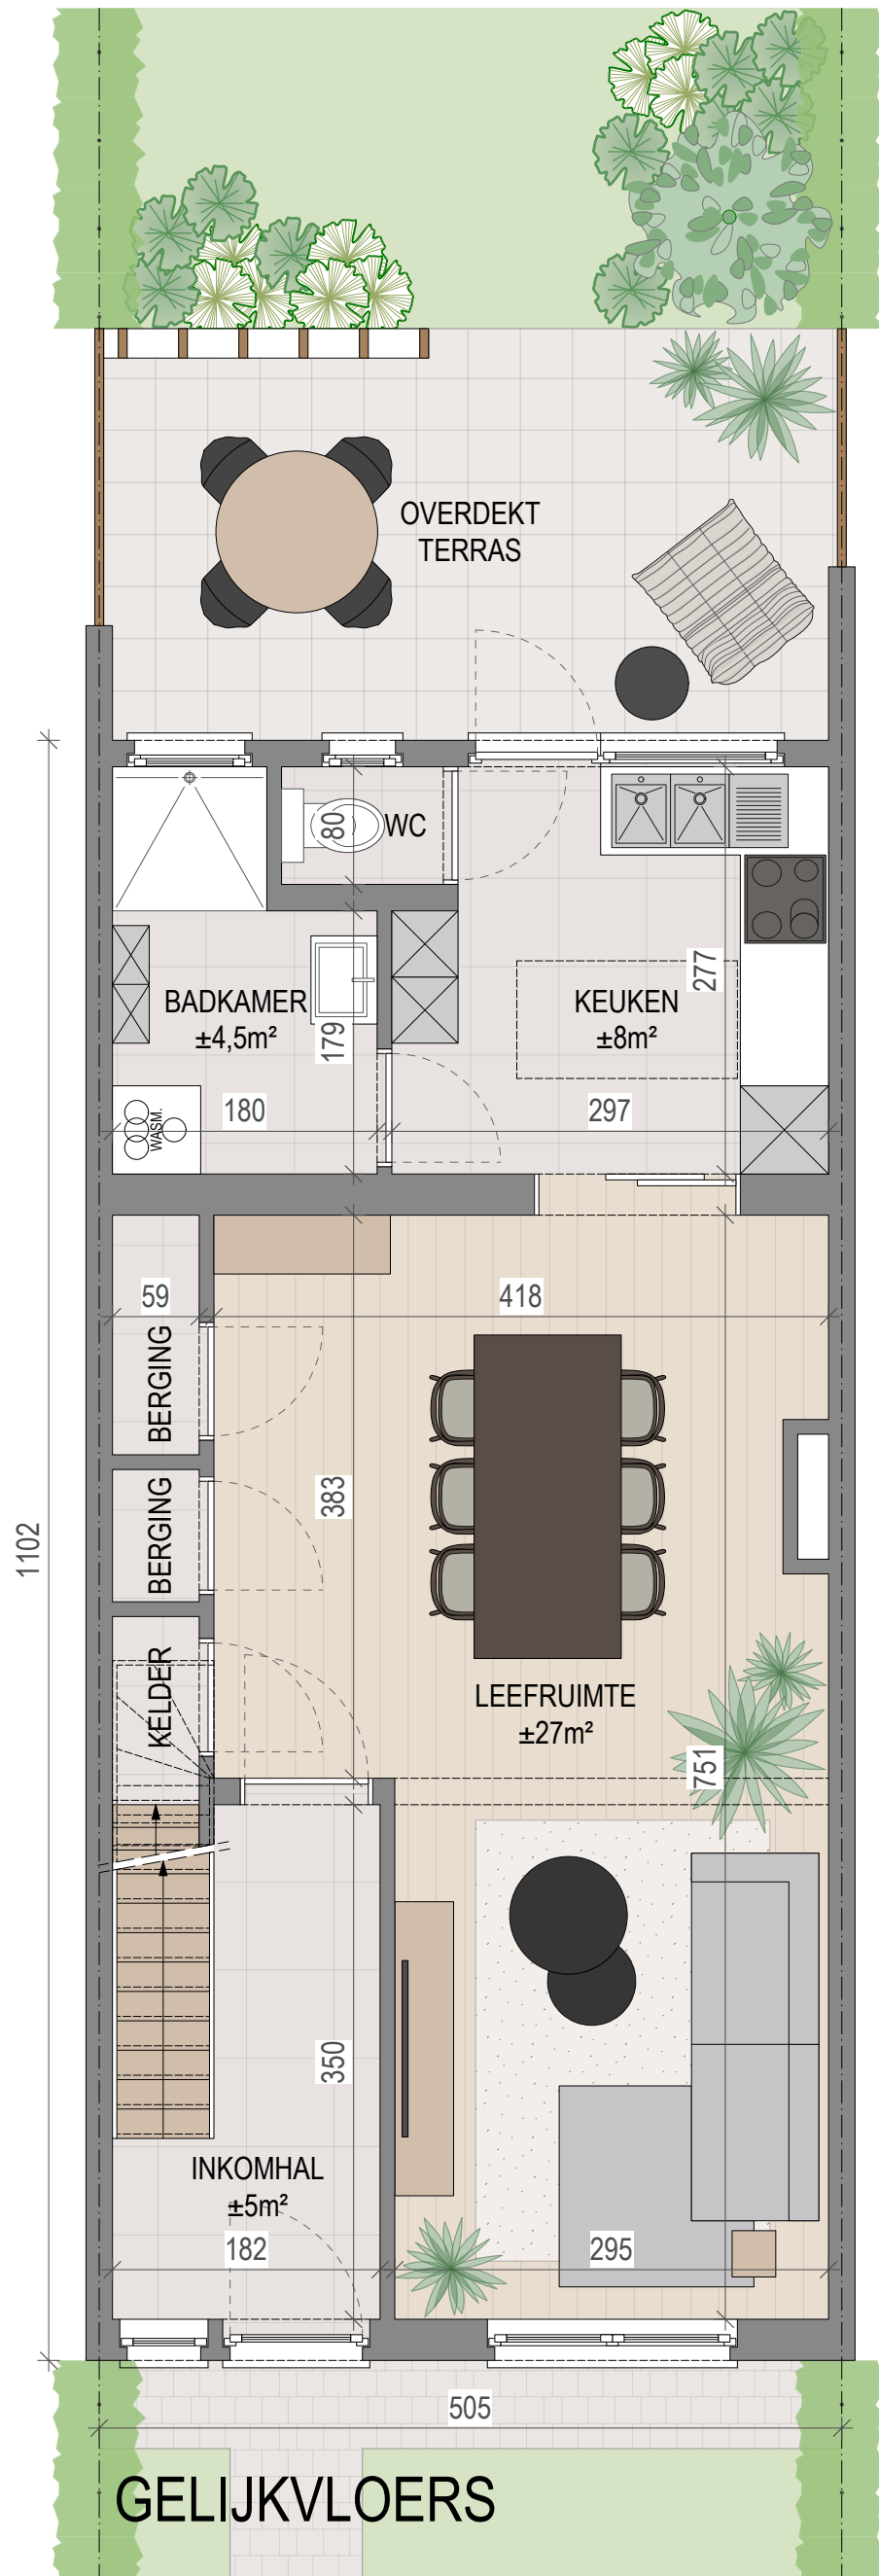 OVERDEKT
TERRAS
WC
80
277
BADKAMER
±4,5m²
KEUKEN
±8m²
179
180
297
WASM.
59
418
BERGING
383
BERGING
1102
KELDER
LEEFRUIMTE
±27m²
751
350
INKOMHAL
±5m²
182
295
505
GELIJKVLOERS